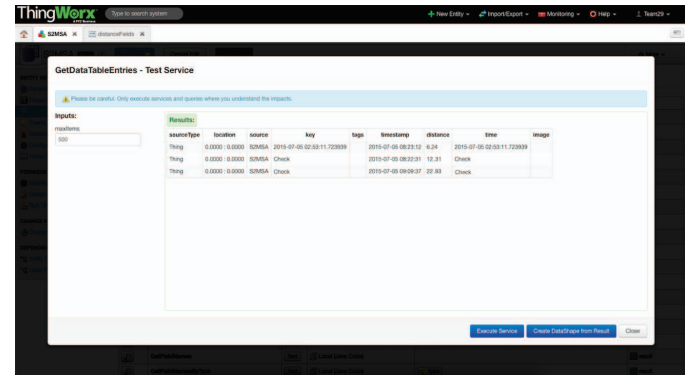 ThingWorx
A PTC Business
Type to search system
New Entity
Import/Export
Monitoring
Help
Team29
S2MSA
distanceFields
GetDataTableEntries - Test Service
Please be careful. Only execute services and queries where you understand the impacts.
Inputs:
maxItems
500
Results:
sourceType location source key tags timestamp distance time image
Thing 0.0000 : 0.0000 S2MSA 2015-07-05 02:53:11.723939 2015-07-05 08:23:12 6.24 2015-07-05 02:53:11.723939
Thing 0.0000 : 0.0000 S2MSA Check 2015-07-05 08:22:31 12.31 Check
Thing 0.0000 : 0.0000 S2MSA Check 2015-07-05 09:09:37 22.93 Check
Execute Service
Create DataShape from Result
Close